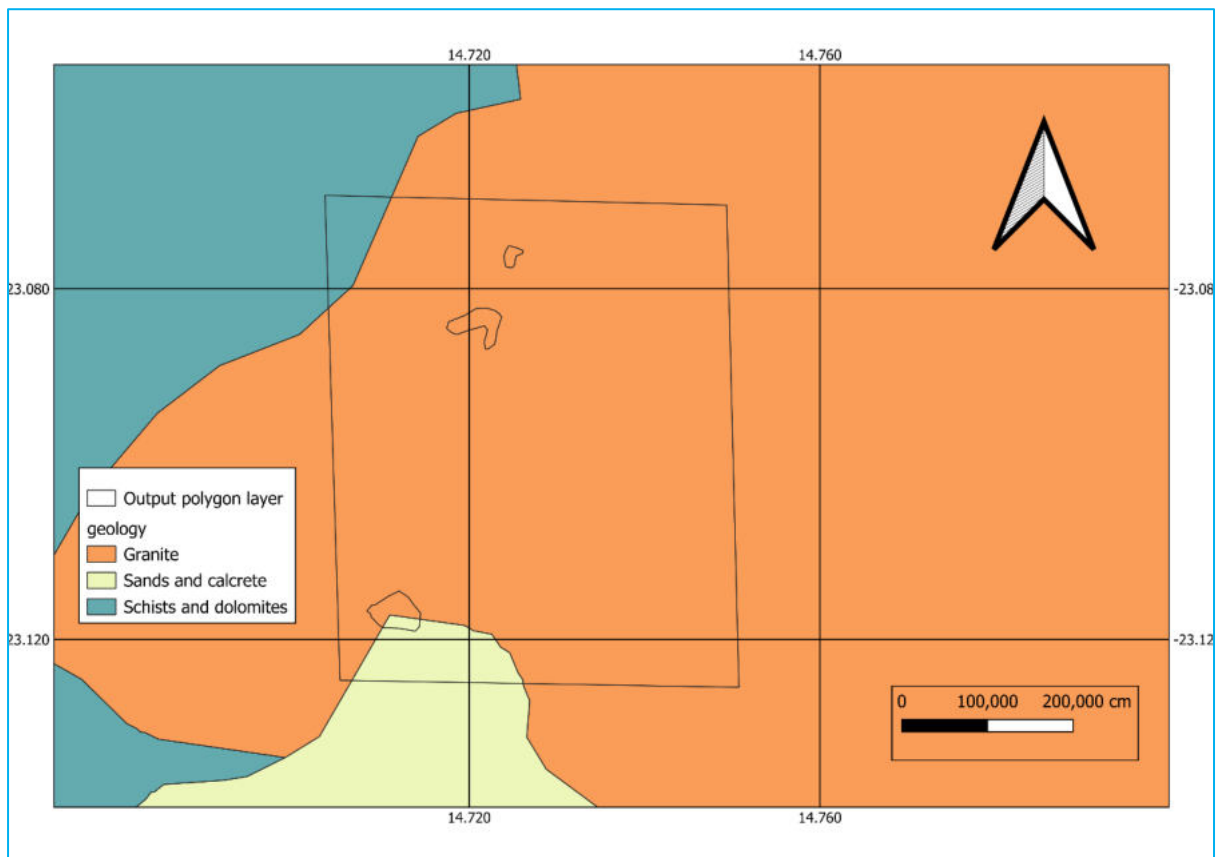 14.720 14.760
23.080 -23.08
Output polygon layer
geology
Granite
Sands and calcrete
Schists and dolomites
23.120 -23.12
0 100,000 200,000 cm
14.720 14.760